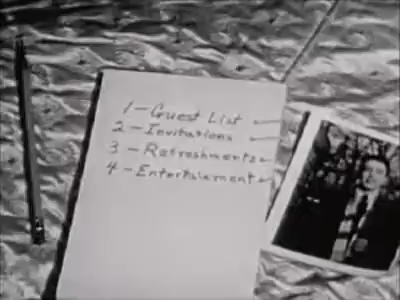 1 - Guest List ✓
2 - Invitations ✓
3 - Refreshments ✓
4 - Entertainment ✓